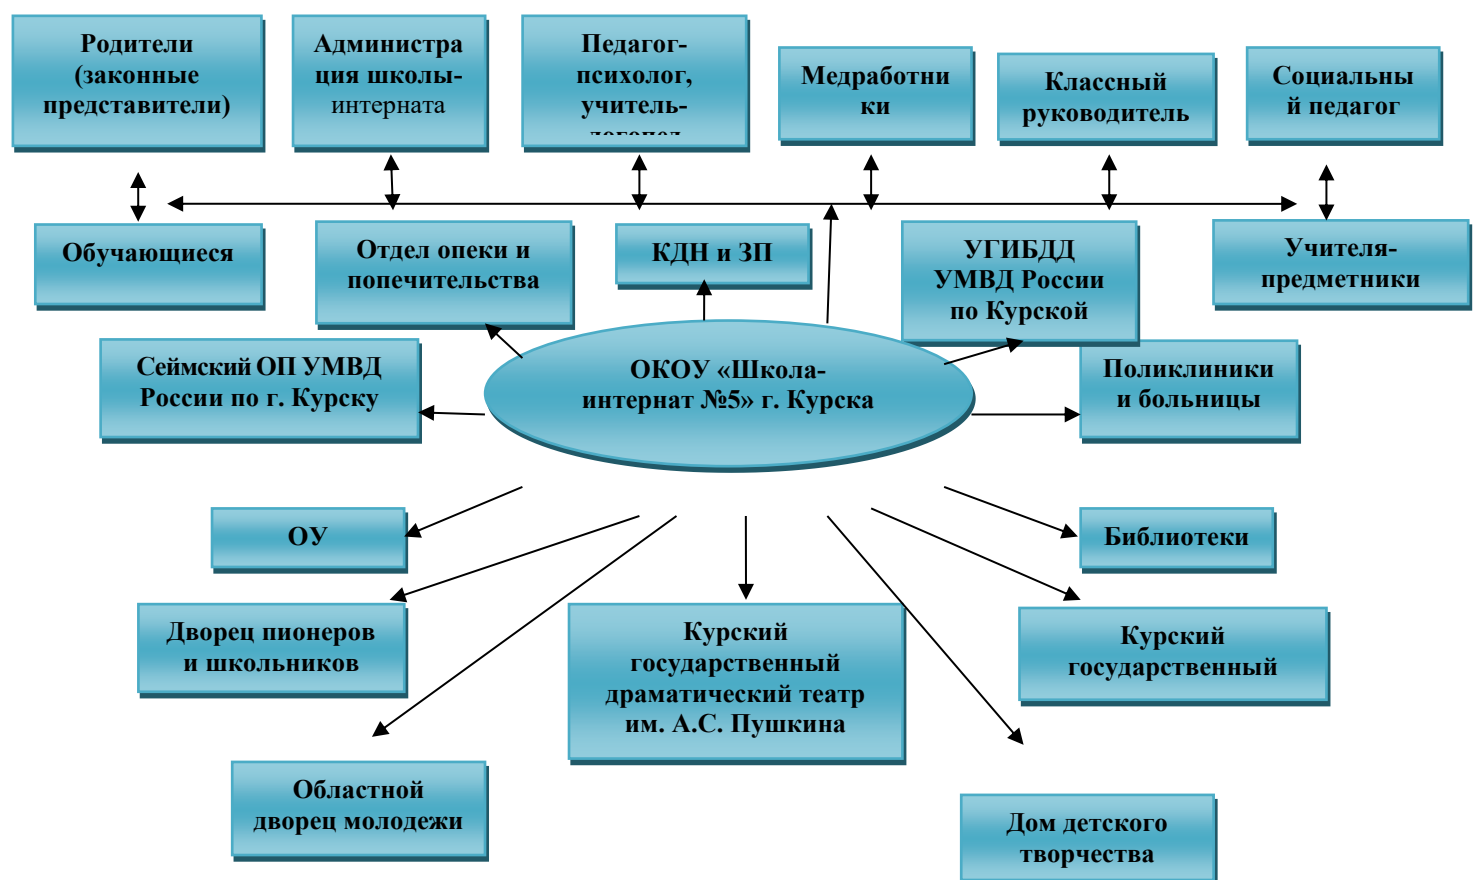 Родители
(законные
представители)
Администра
ция школы-
интерната
Педагог-
психолог,
учитель-
логопед
Медработни
ки
Классный
руководитель
Социальны
й педагог
Обучающиеся
Отдел опеки и
попечительства
КДН и ЗП
УГИБДД
УМВД России
по Курской
Учителя-
предметники
Сеймский ОП УМВД
России по г. Курску
ОКОУ «Школа-
интернат №5» г. Курска
Поликлиники
и больницы
ОУ
Библиотеки
Дворец пионеров
и школьников
Курский
государственный
драматический театр
им. А.С. Пушкина
Курский
государственный
Областной
дворец молодежи
Дом детского
творчества